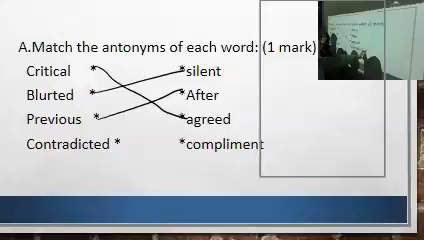 A.Match the antonyms of each word: (1 mark)
Critical * *silent
Blurted * *After
Previous * *agreed
Contradicted * *compliment